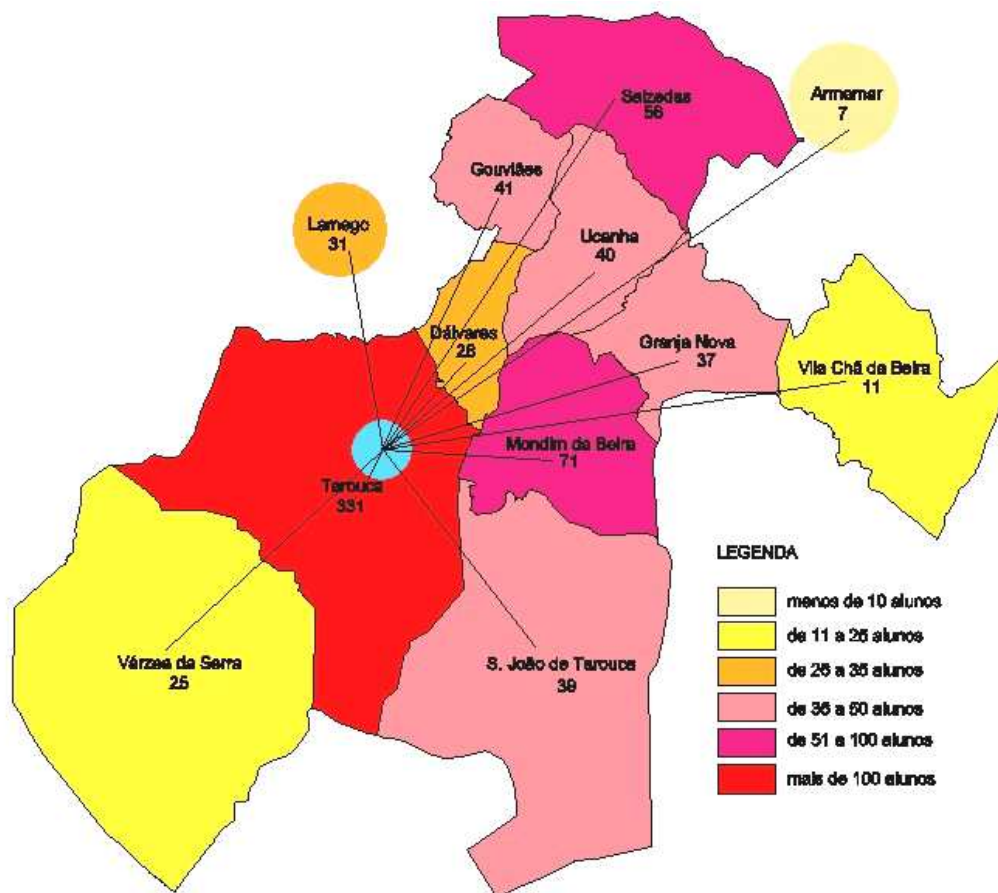 Salzedas
56
Armamar
7
Gouviães
41
Lamego
31
Ucanha
40
Dálvares
28
Granja Nova
37
Vila Chã da Beira
11
Mondim da Beira
71
Tarouca
331
Várzea da Serra
25
S. João de Tarouca
39
LEGENDA
menos de 10 alunos
de 11 a 25 alunos
de 26 a 35 alunos
de 36 a 50 alunos
de 51 a 100 alunos
mais de 100 alunos